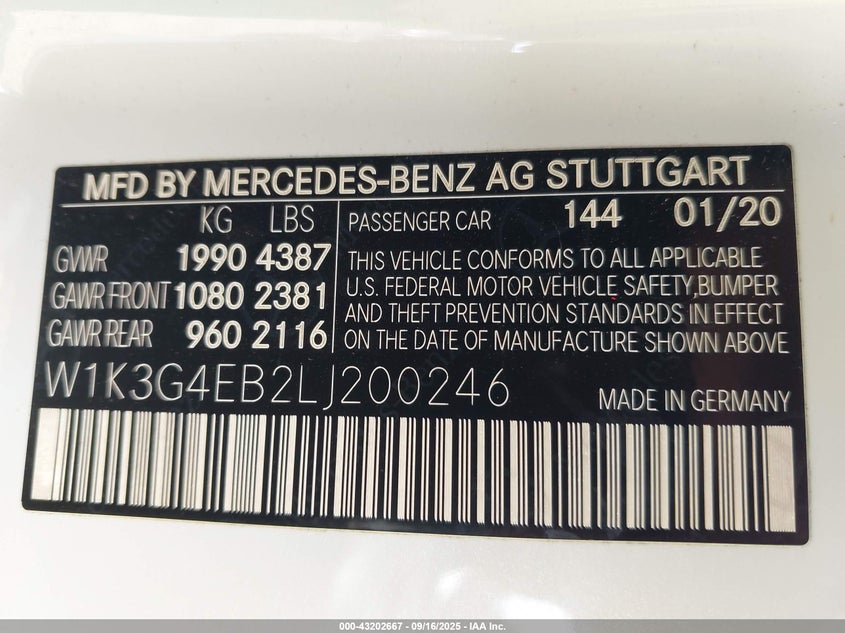 MFD BY MERCEDES-BENZ AG STUTTGART
KG LBS
GVWR 1990 4387
GAWR FRONT 1080 2381
GAWR REAR 960 2116
PASSENGER CAR 144 01/20
THIS VEHICLE CONFORMS TO ALL APPLICABLE
U.S. FEDERAL MOTOR VEHICLE SAFETY, BUMPER
AND THEFT PREVENTION STANDARDS IN EFFECT
ON THE DATE OF MANUFACTURE SHOWN ABOVE
W1K3G4EB2LJ200246 MADE IN GERMANY
000-43202667 - 09/16/2025 - IAA Inc.